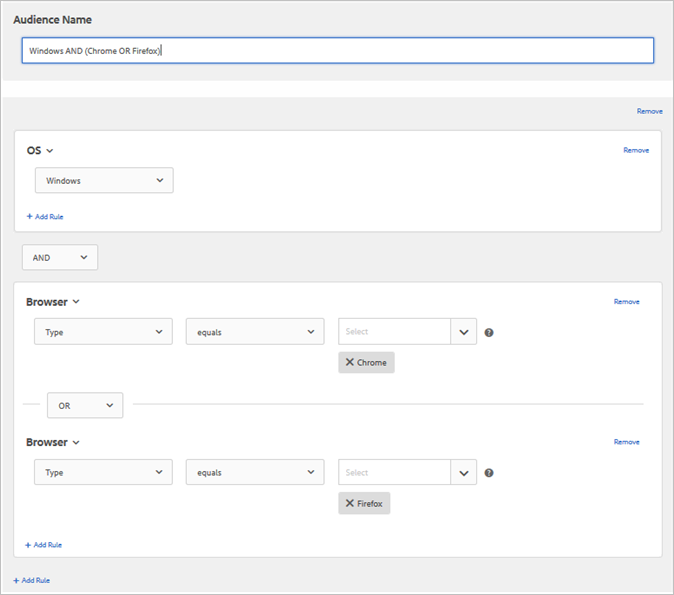 Audience Name
Windows AND (Chrome OR Firefox)
Remove
OS Remove
Windows
+ Add Rule
AND
Browser Remove
Type equals Select ?
Chrome
OR
Browser Remove
Type equals Select ?
Firefox
+ Add Rule
+ Add Rule